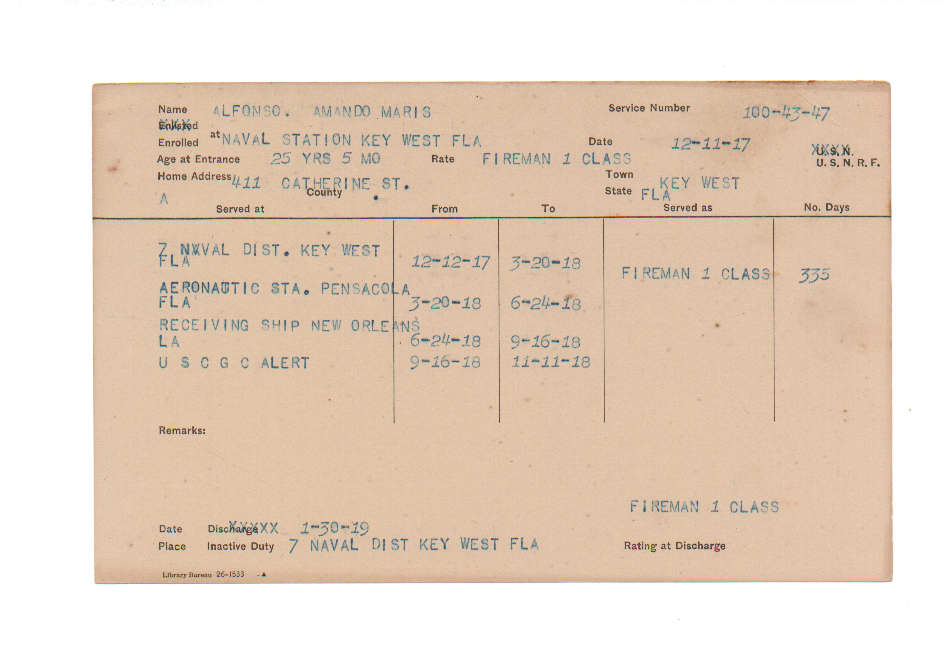 Name ALFONSO. AMANDO MARIS Service Number 100-43-47
Enlisted
Enrolled at NAVAL STATION KEY WEST FLA Date 12-11-17 U.S.N.
Age at Entrance 25 YRS 5 MO Rate FIREMAN 1 CLASS U. S. N. R. F.
Home Address 411 CATHERINE ST. Town KEY WEST
A County . State FLA
Served at From To Served as No. Days
7 NAVAL DIST. KEY WEST
FLA 12-12-17 3-20-18 FIREMAN 1 CLASS 335
AERONAUTIC STA. PENSACOLA
FLA 3-20-18 6-24-18
RECEIVING SHIP NEW ORLEANS
LA 6-24-18 9-16-18
U S C G C ALERT 9-16-18 11-11-18
Remarks:
FIREMAN 1 CLASS
Date Discharge XX 1-30-19
Place Inactive Duty 7 NAVAL DIST KEY WEST FLA Rating at Discharge
Library Bureau 26-1533